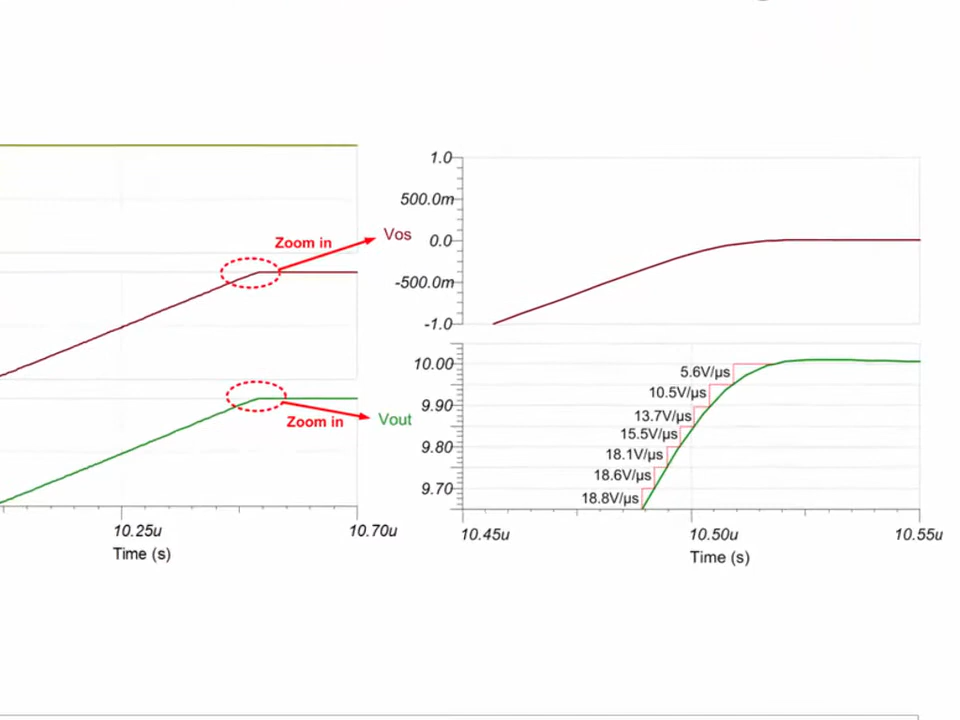 Zoom in
Vos
Zoom in
Vout
10.25u
10.70u
Time (s)
1.0
500.0m
0.0
-500.0m
-1.0
10.00
9.90
9.80
9.70
5.6V/µs
10.5V/µs
13.7V/µs
15.5V/µs
18.1V/µs
18.6V/µs
18.8V/µs
10.45u
10.50u
10.55u
Time (s)